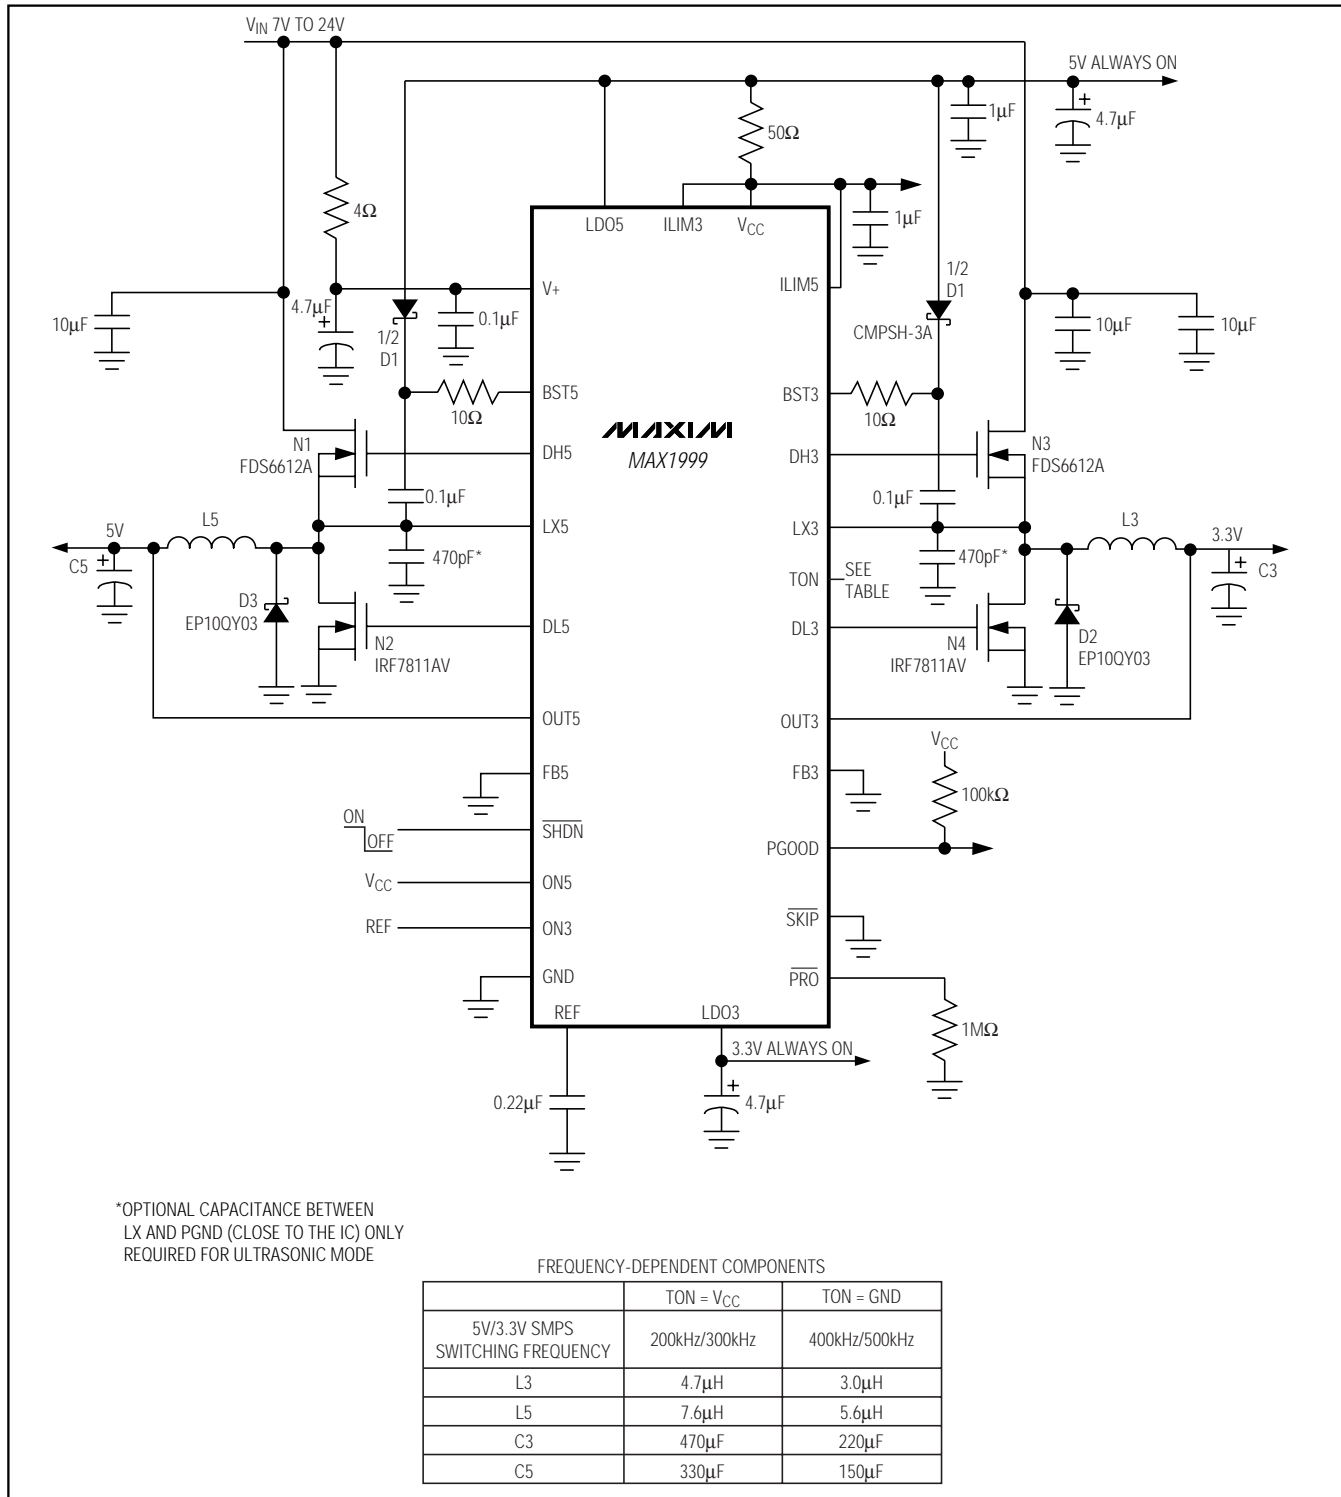 VIN 7V TO 24V
5V ALWAYS ON
1µF
4.7µF
50Ω
4Ω
LDO5
ILIM3
VCC
1µF
V+
ILIM5
1/2
D1
10µF
4.7µF
1/2
D1
0.1µF
CMPSH-3A
10µF
10µF
BST5
10Ω
BST3
10Ω
MAXIM
MAX1999
N1
FDS6612A
DH5
DH3
N3
FDS6612A
0.1µF
0.1µF
5V
L5
LX5
LX3
L3
3.3V
C5
470pF*
470pF*
C3
TON
SEE
TABLE
D3
EP10QY03
N2
IRF7811AV
DL5
DL3
N4
IRF7811AV
D2
EP10QY03
OUT5
OUT3
FB5
FB3
VCC
100kΩ
ON
OFF
SHDN
PGOOD
VCC
ON5
REF
ON3
SKIP
GND
PRO
REF
LDO3
1MΩ
3.3V ALWAYS ON
0.22µF
4.7µF
*OPTIONAL CAPACITANCE BETWEEN
LX AND PGND (CLOSE TO THE IC) ONLY
REQUIRED FOR ULTRASONIC MODE
FREQUENCY-DEPENDENT COMPONENTS
TON = VCC TON = GND
5V/3.3V SMPS
SWITCHING FREQUENCY 200kHz/300kHz 400kHz/500kHz
L3 4.7µH 3.0µH
L5 7.6µH 5.6µH
C3 470µF 220µF
C5 330µF 150µF